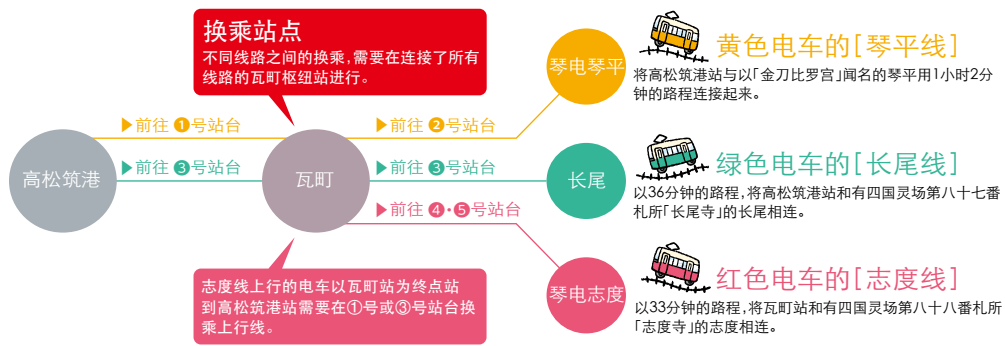 换乘站点
不同线路之间的换乘,需要在连接了所有
线路的瓦町枢纽站进行。
▶前往 ❶号站台
▶前往 ❸号站台
高松筑港
瓦町
▶前往 ❷号站台
▶前往 ❸号站台
▶前往 ❹·❺号站台
志度线上行的电车以瓦町站为终点站
到高松筑港站需要在①号或③号站台换
乘上行线。
琴电琴平
黄色电车的[琴平线]
将高松筑港站与以「金刀比罗宫」闻名的琴平用1小时2分
钟的路程连接起来。
长尾
绿色电车的[长尾线]
以36分钟的路程,将高松筑港站和有四国灵场第八十七番
札所「长尾寺」的长尾相连。
琴电志度
红色电车的[志度线]
以33分钟的路程,将瓦町站和有四国灵场第八十八番札所
「志度寺」的志度相连。